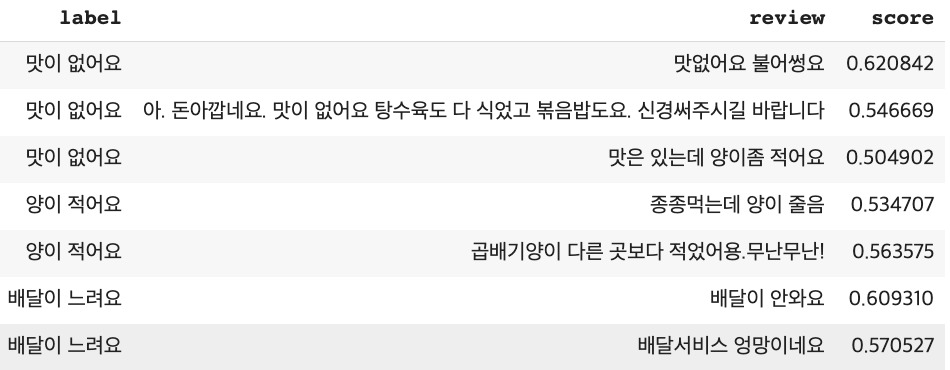 label review score
맛이 없어요 맛없어요 불어썽요 0.620842
맛이 없어요 아. 돈아깝네요. 맛이 없어요 탕수육도 다 식었고 볶음밥도요. 신경써주시길 바랍니다 0.546669
맛이 없어요 맛은 있는데 양이좀 적어요 0.504902
양이 적어요 종종먹는데 양이 줄음 0.534707
양이 적어요 곱배기양이 다른 곳보다 적었어용.무난무난! 0.563575
배달이 느려요 배달이 안와요 0.609310
배달이 느려요 배달서비스 엉망이네요 0.570527